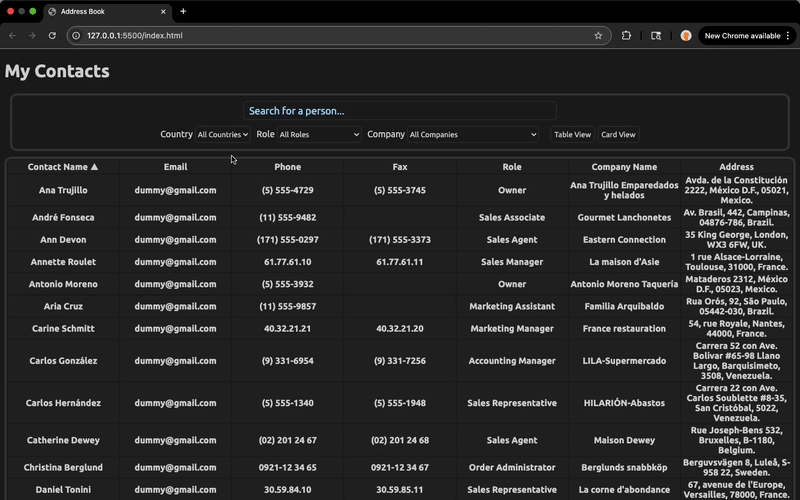 Address Book
127.0.0.1:5500/index.html
New Chrome available
My Contacts
Search for a person...
Country All Countries Role All Roles Company All Companies Table View Card View
Contact Name ▲ Email Phone Fax Role Company Name Address
Ana Trujillo dummy@gmail.com (5) 555-4729 (5) 555-3745 Owner Ana Trujillo Emparedados y helados Avda. de la Constitución 2222, México D.F., 05021, Mexico.
André Fonseca dummy@gmail.com (11) 555-9482 Sales Associate Gourmet Lanchonetes Av. Brasil, 442, Campinas, 04876-786, Brazil.
Ann Devon dummy@gmail.com (171) 555-0297 (171) 555-3373 Sales Agent Eastern Connection 35 King George, London, WX3 6FW, UK.
Annette Roulet dummy@gmail.com 61.77.61.10 61.77.61.11 Sales Manager La maison d'Asie 1 rue Alsace-Lorraine, Toulouse, 31000, France.
Antonio Moreno dummy@gmail.com (5) 555-3932 Owner Antonio Moreno Taquería Mataderos 2312, México D.F., 05023, Mexico.
Aria Cruz dummy@gmail.com (11) 555-9857 Marketing Assistant Familia Arquibaldo Rua Orós, 92, São Paulo, 05442-030, Brazil.
Carine Schmitt dummy@gmail.com 40.32.21.21 40.32.21.20 Marketing Manager France restauration 54, rue Royale, Nantes, 44000, France.
Carlos González dummy@gmail.com (9) 331-6954 (9) 331-7256 Accounting Manager LILA-Supermercado Carrera 52 con Ave. Bolívar #65-98 Llano Largo, Barquisimeto, 3508, Venezuela.
Carlos Hernández dummy@gmail.com (5) 555-1340 (5) 555-1948 Sales Representative HILARIÓN-Abastos Carrera 22 con Ave. Carlos Soublette #8-35, San Cristóbal, 5022, Venezuela.
Catherine Dewey dummy@gmail.com (02) 201 24 67 (02) 201 24 68 Sales Agent Maison Dewey Rue Joseph-Bens 532, Bruxelles, B-1180, Belgium.
Christina Berglund dummy@gmail.com 0921-12 34 65 0921-12 34 67 Order Administrator Berglunds snabbköp Berguvsvägen 8, Luleå, S-958 22, Sweden.
Daniel Tonini dummy@gmail.com 30.59.84.10 30.59.85.11 Sales Representative La corne d'abondance 67, avenue de l'Europe, Versailles, 78000, France.